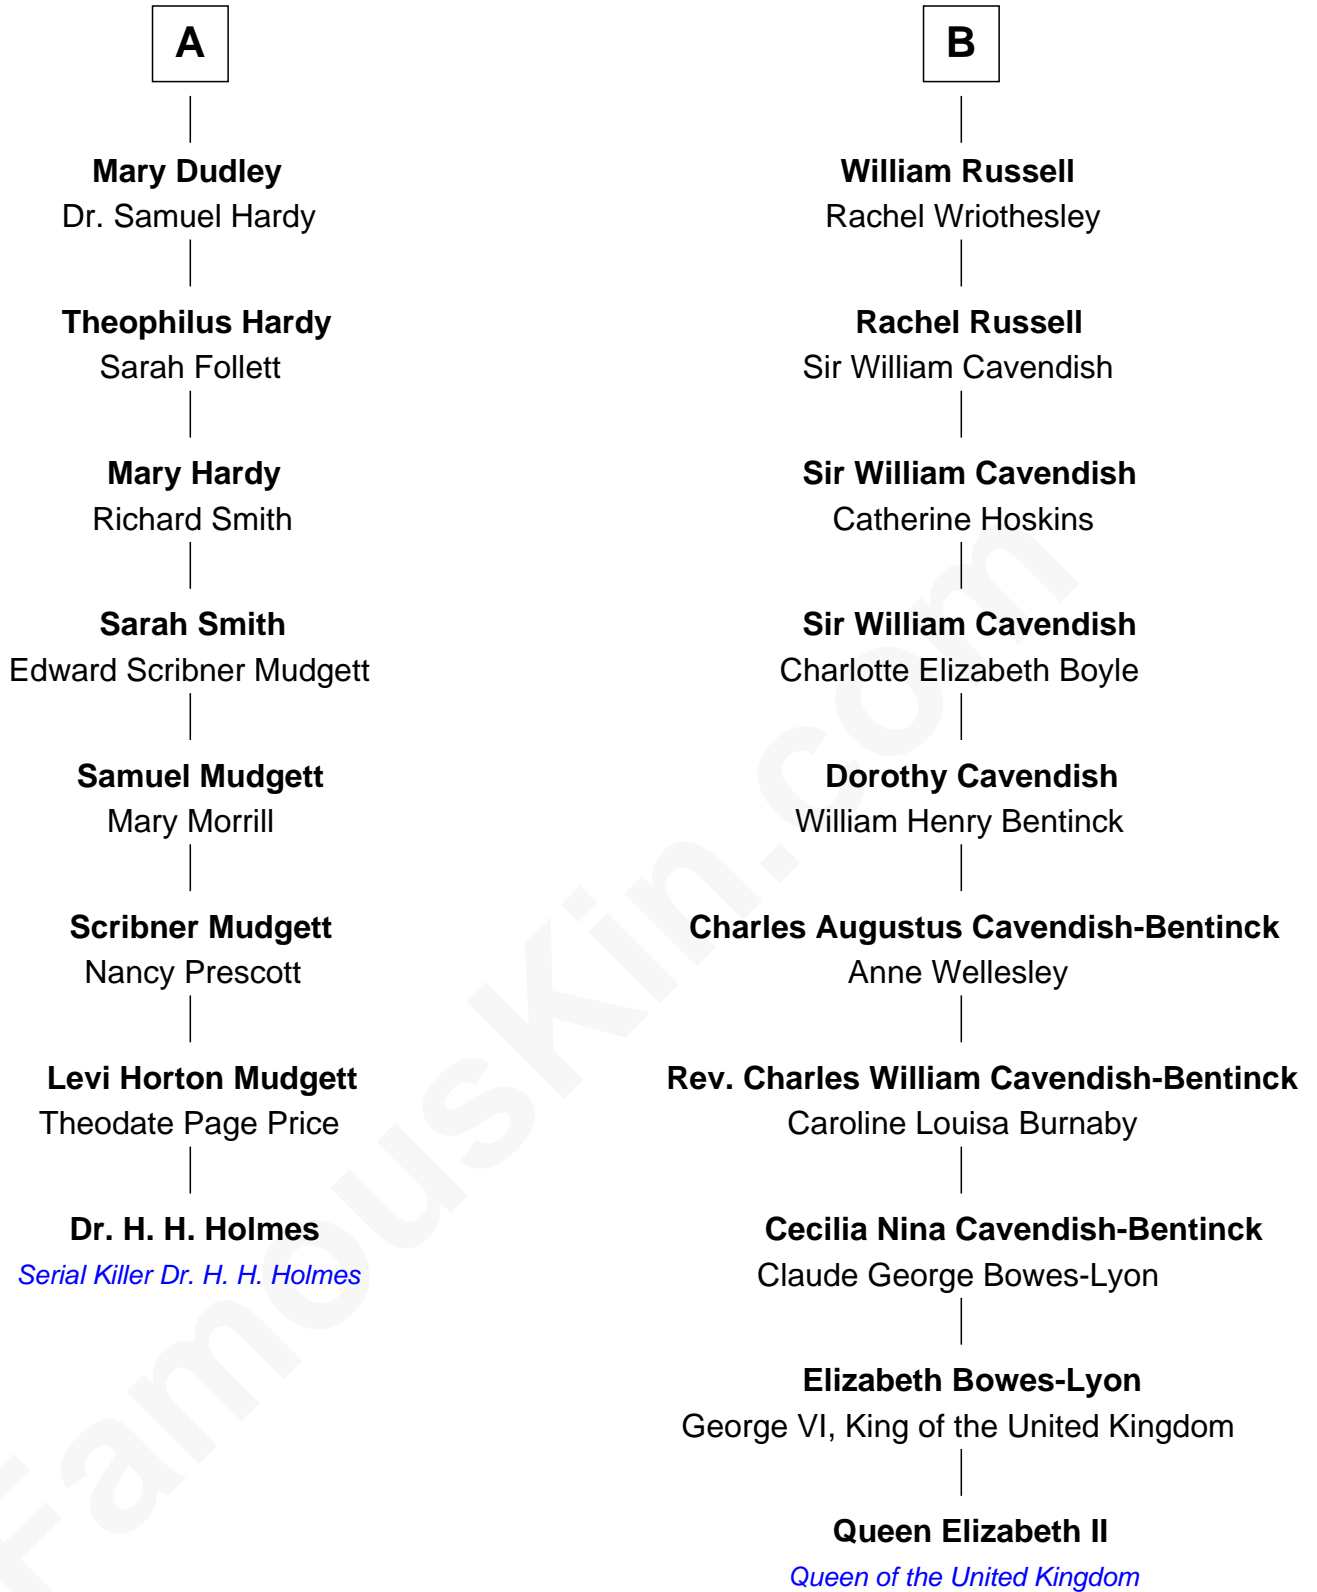 A
Mary Dudley
Dr. Samuel Hardy
Theophilus Hardy
Sarah Follett
Mary Hardy
Richard Smith
Sarah Smith
Edward Scribner Mudgett
Samuel Mudgett
Mary Morrill
Scribner Mudgett
Nancy Prescott
Levi Horton Mudgett
Theodate Page Price
Dr. H. H. Holmes
Serial Killer Dr. H. H. Holmes
B
William Russell
Rachel Wriothesley
Rachel Russell
Sir William Cavendish
Sir William Cavendish
Catherine Hoskins
Sir William Cavendish
Charlotte Elizabeth Boyle
Dorothy Cavendish
William Henry Bentinck
Charles Augustus Cavendish-Bentinck
Anne Wellesley
Rev. Charles William Cavendish-Bentinck
Caroline Louisa Burnaby
Cecilia Nina Cavendish-Bentinck
Claude George Bowes-Lyon
Elizabeth Bowes-Lyon
George VI, King of the United Kingdom
Queen Elizabeth II
Queen of the United Kingdom
FamousKin.com